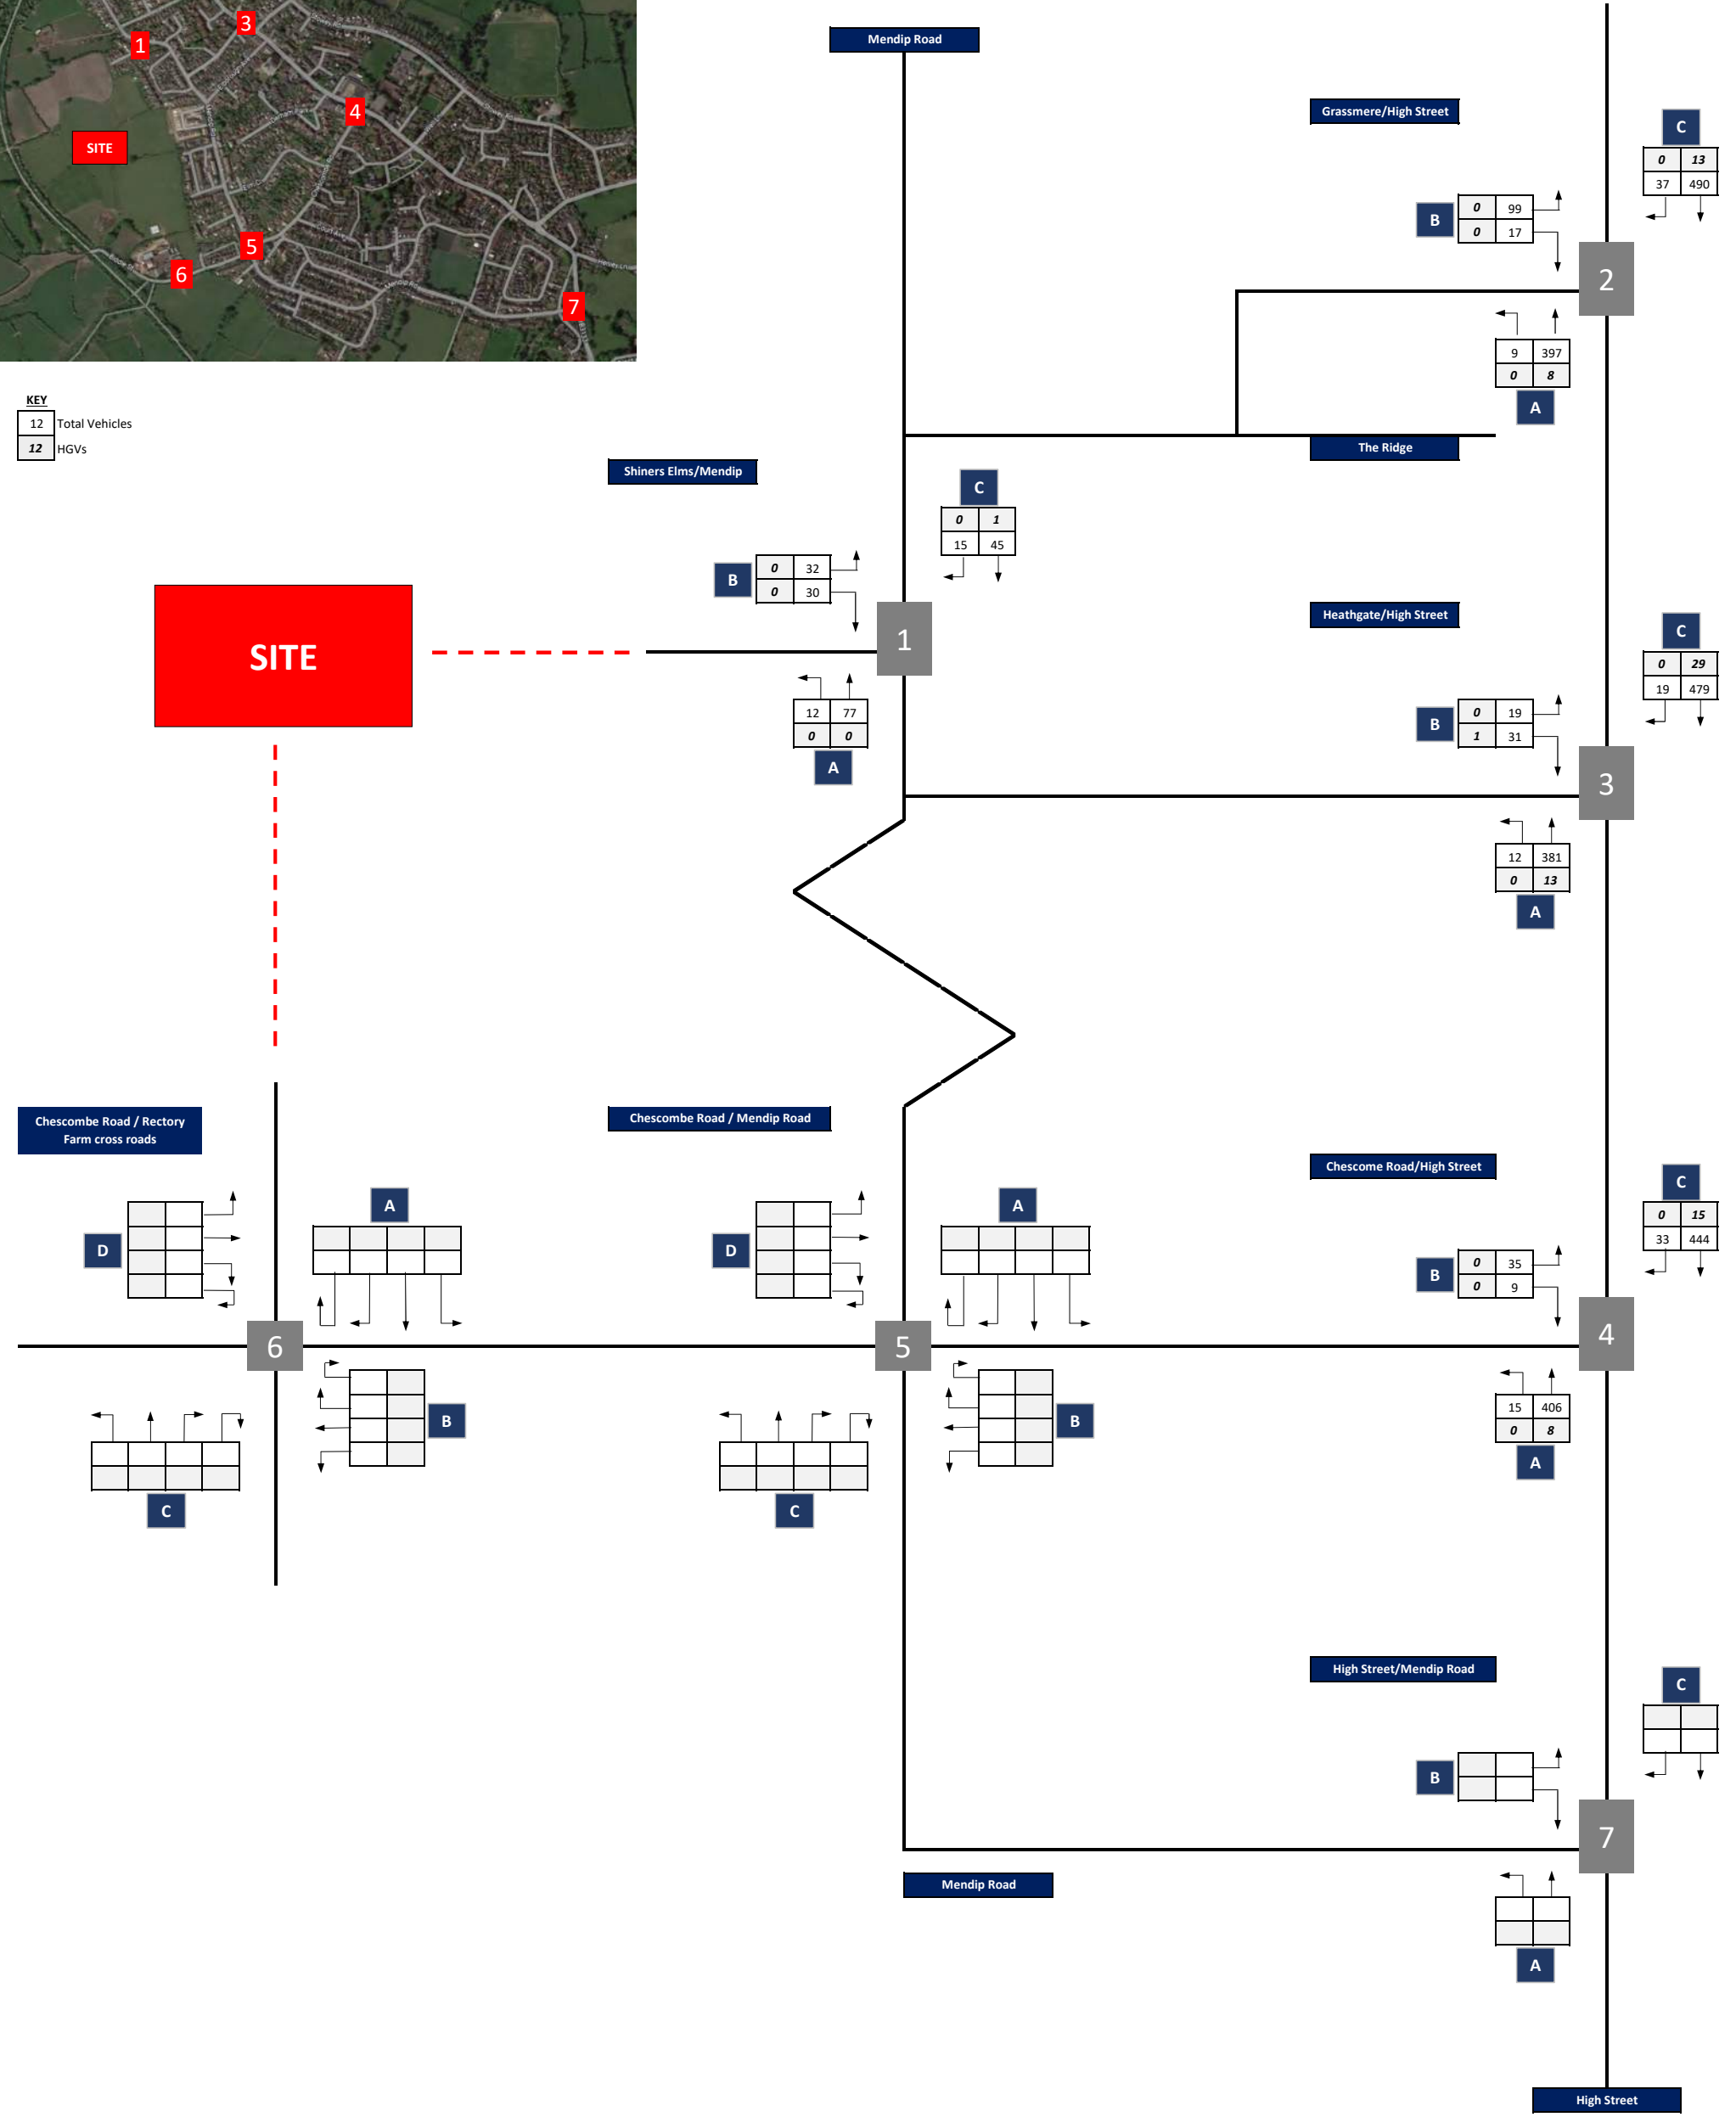 3
1
4
SITE
5
6
7
KEY
12 Total Vehicles
12 HGVs
Mendip Road
Grassmere/High Street
C
0 13
37 490
B
0 99
0 17
2
9 397
0 8
A
The Ridge
Shiners Elms/Mendip
C
0 1
15 45
B
0 32
0 30
1
12 77
0 0
A
SITE
Heathgate/High Street
C
0 29
19 479
B
0 19
1 31
3
12 381
0 13
A
Chescombe Road / Rectory
Farm cross roads
A
D
6
B
C
Chescombe Road / Mendip Road
A
D
5
B
C
Chescome Road/High Street
C
0 15
33 444
B
0 35
0 9
4
15 406
0 8
A
High Street/Mendip Road
C
B
7
Mendip Road
A
High Street